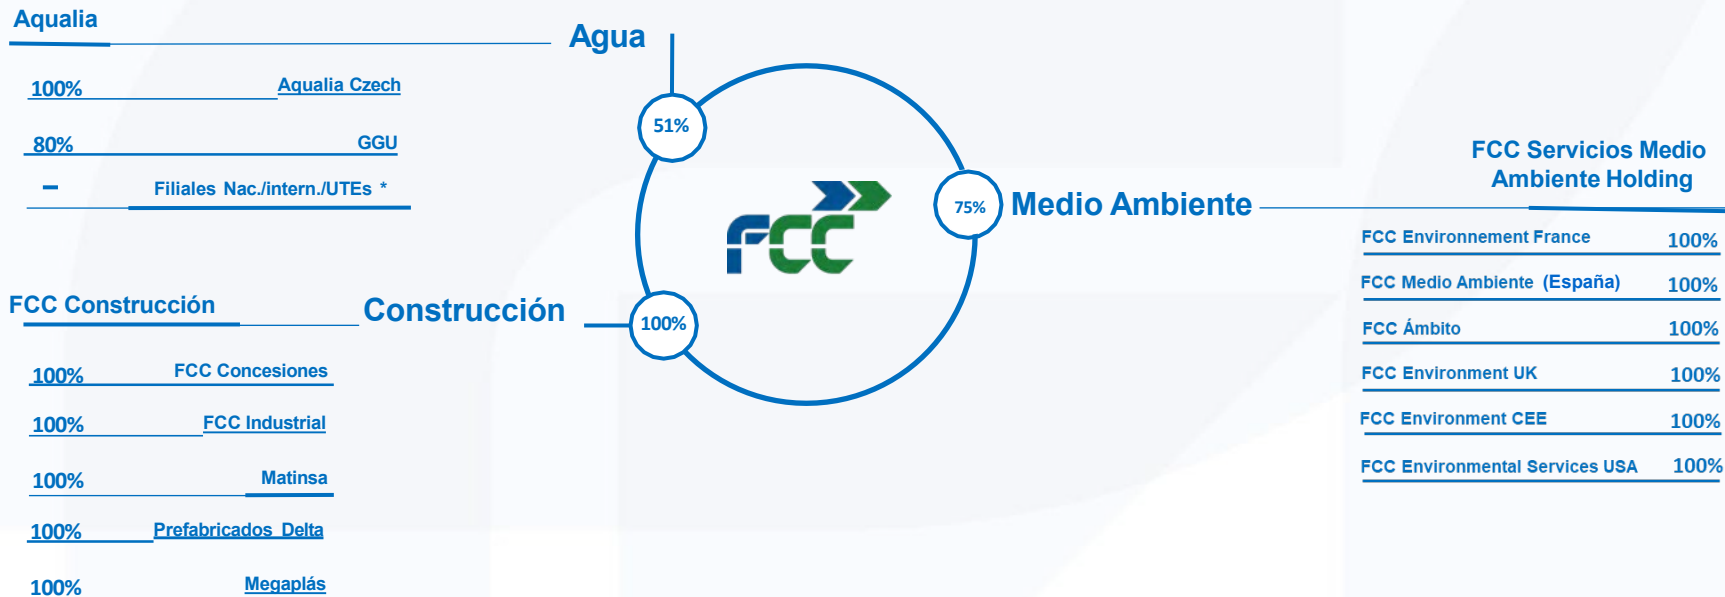 Aqualia
Agua
100% Aqualia Czech
80% GGU
– Filiales Nac./intern./UTEs *
51%
FCC
75%
Medio Ambiente
FCC Servicios Medio
Ambiente Holding
FCC Environnement France 100%
FCC Medio Ambiente (España) 100%
FCC Ámbito 100%
FCC Environment UK 100%
FCC Environment CEE 100%
FCC Environmental Services USA 100%
FCC Construcción
Construcción
100%
100% FCC Concesiones
100% FCC Industrial
100% Matinsa
100% Prefabricados Delta
100% Megaplás